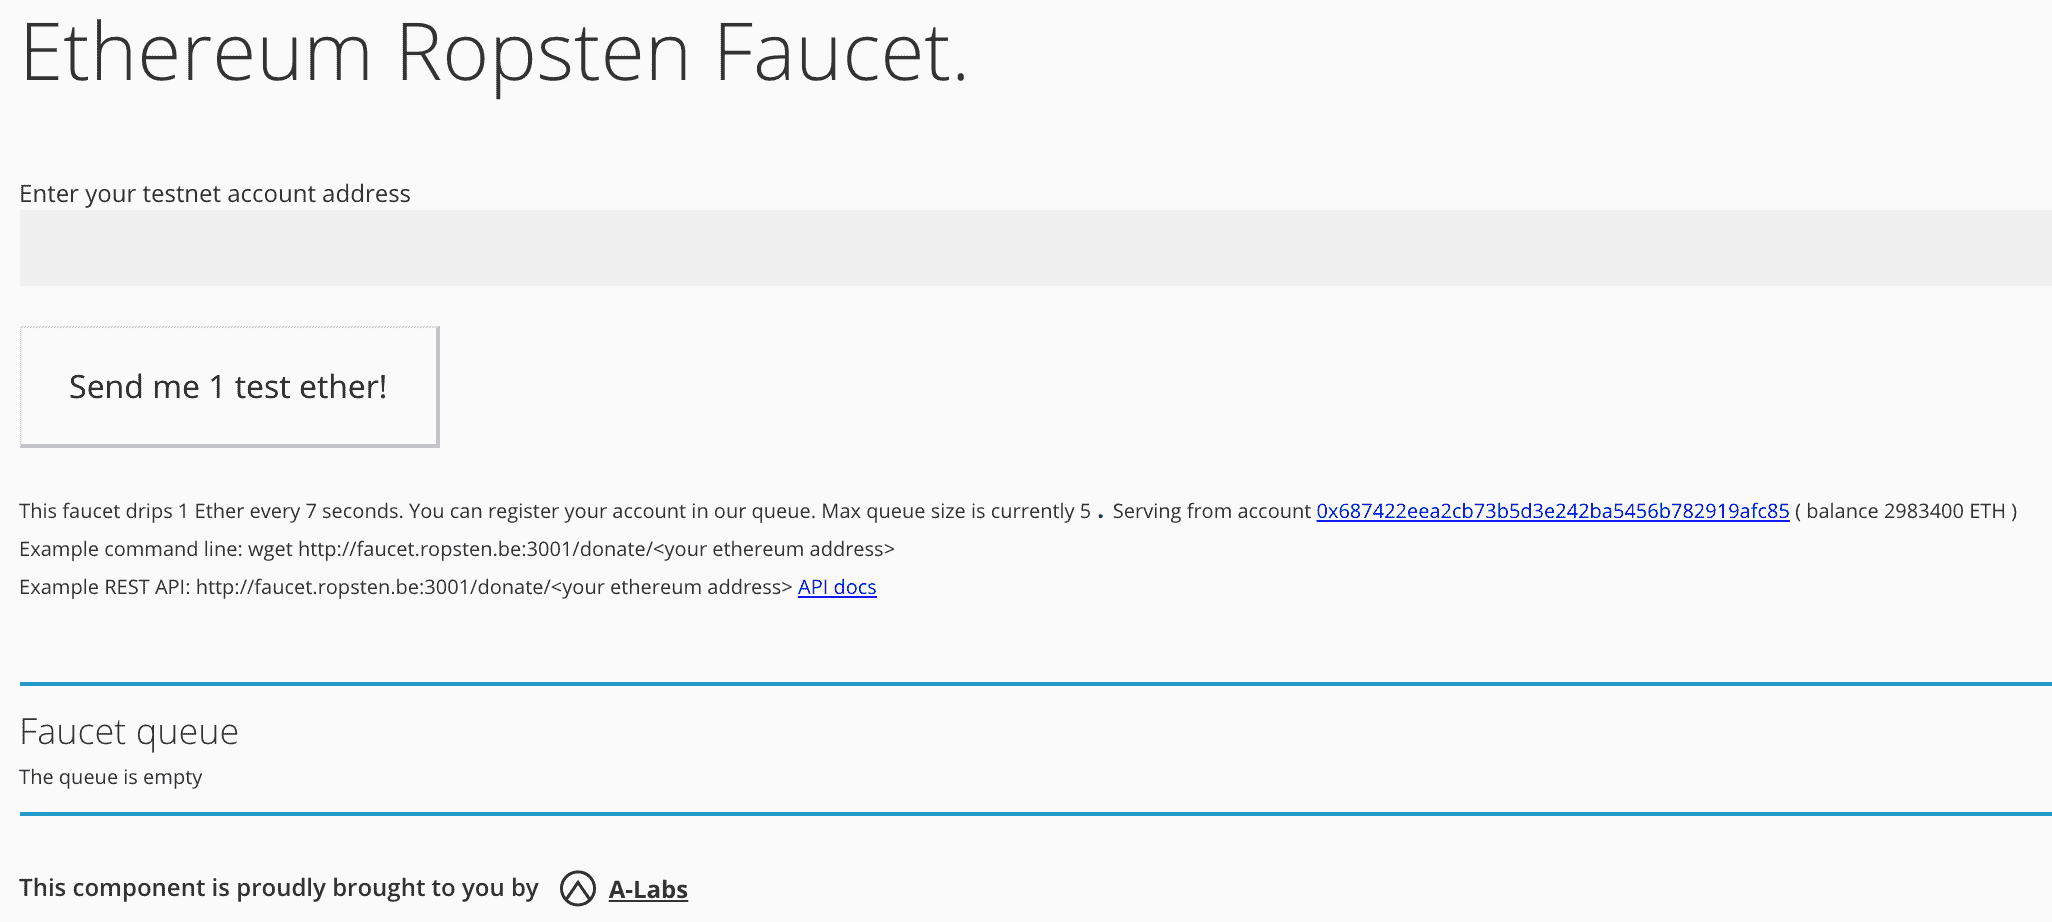 Ethereum Ropsten Faucet.
Enter your testnet account address
Send me 1 test ether!
This faucet drips 1 Ether every 7 seconds. You can register your account in our queue. Max queue size is currently 5 . Serving from account 0x687422eea2cb73b5d3e242ba5456b782919afc85 ( balance 2983400 ETH )
Example command line: wget http://faucet.ropsten.be:3001/donate/<your ethereum address>
Example REST API: http://faucet.ropsten.be:3001/donate/<your ethereum address> API docs
Faucet queue
The queue is empty
This component is proudly brought to you by A-Labs